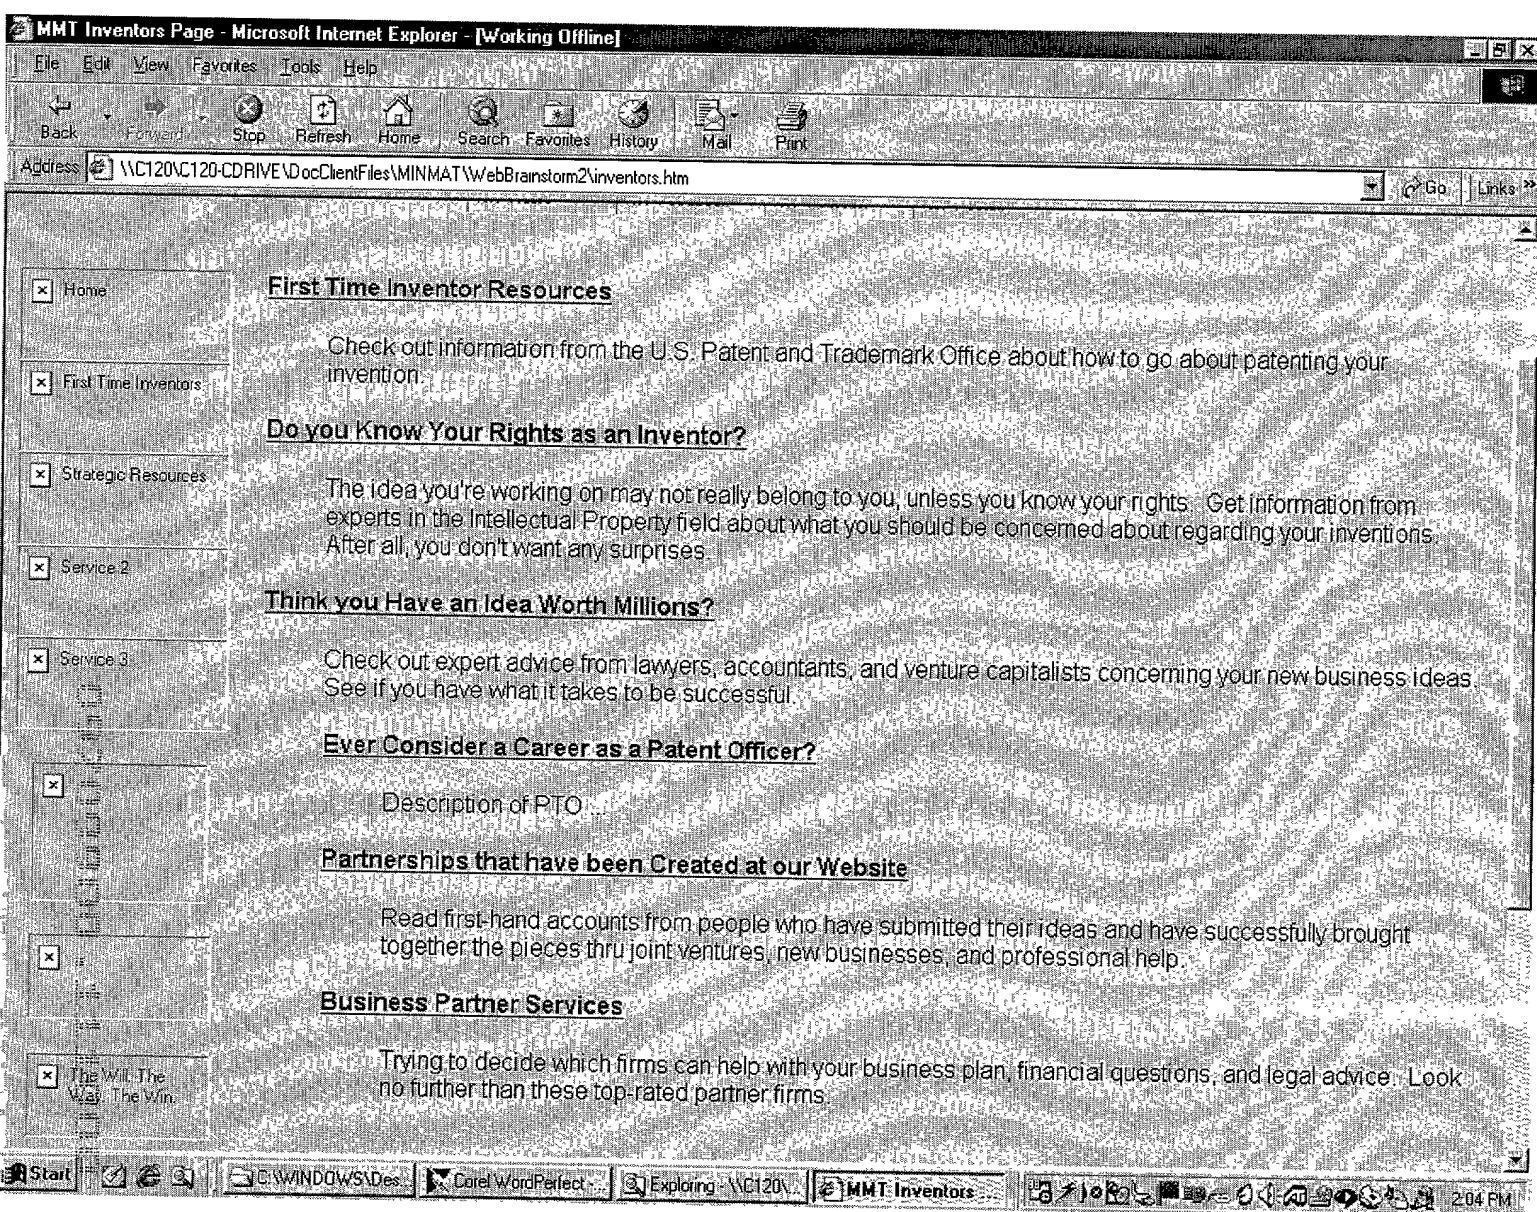 MMT Inventors Page - Microsoft Internet Explorer - [Working Offline]
File Edit View Favorites Tools Help
Back Forward Stop Refresh Home Search Favorites History Mail Print
Address \\C120\C120-CDRIVE\DocClientFiles\MINMAT\WebBrainstorm2\inventors.htm Go Links »
Home
First Time Inventors
Strategic Resources
Service 2
Service 3
The Will. The
Way. The Win.
First Time Inventor Resources
Check out information from the U.S. Patent and Trademark Office about how to go about patenting your
invention.
Do you Know Your Rights as an Inventor?
The idea you're working on may not really belong to you, unless you know your rights. Get information from
experts in the Intellectual Property field about what you should be concerned about regarding your inventions.
After all, you don't want any surprises.
Think you Have an Idea Worth Millions?
Check out expert advice from lawyers, accountants, and venture capitalists concerning your new business ideas.
See if you have what it takes to be successful.
Ever Consider a Career as a Patent Officer?
Description of PTO ...
Partnerships that have been Created at our Website
Read first-hand accounts from people who have submitted their ideas and have successfully brought
together the pieces thru joint ventures, new businesses, and professional help.
Business Partner Services
Trying to decide which firms can help with your business plan, financial questions, and legal advice. Look
no further than these top-rated partner firms.
Start C:\WINDOWS\Des... Corel WordPerfect - ... Exploring - \\C120\... MMT Inventors ... 2:04 PM